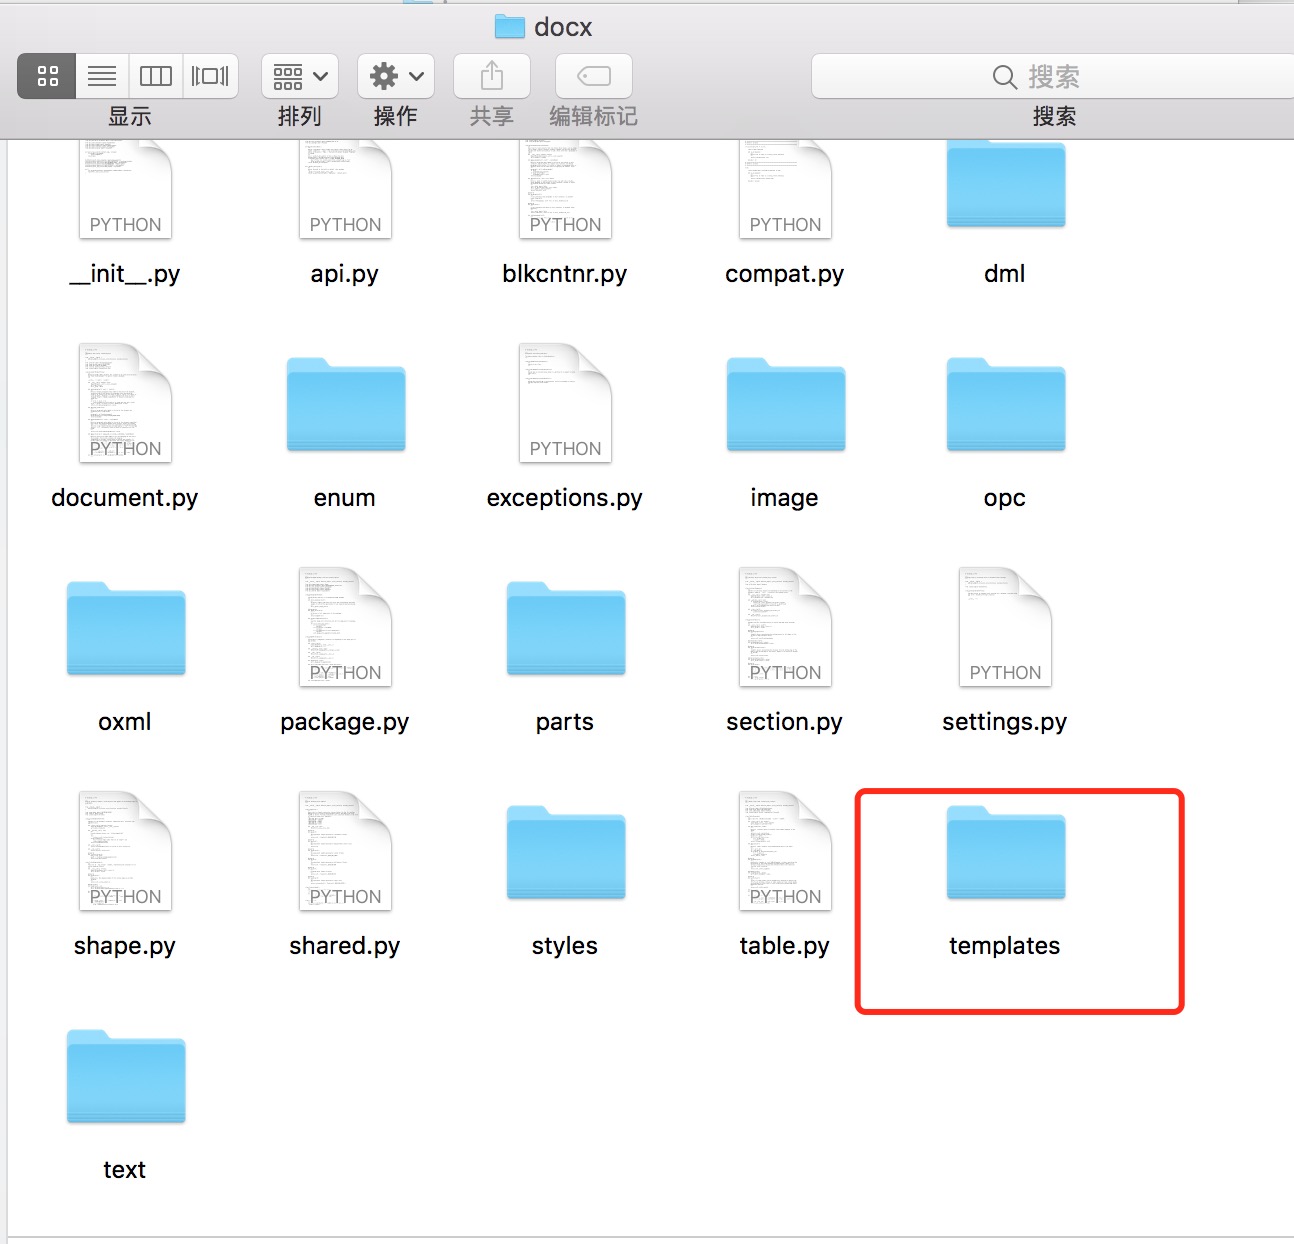 docx
搜索
显示
排列
操作
共享
编辑标记
搜索
PYTHON
PYTHON
PYTHON
PYTHON
__init__.py
api.py
blkcntnr.py
compat.py
dml
PYTHON
PYTHON
document.py
enum
exceptions.py
image
opc
PYTHON
PYTHON
PYTHON
oxml
package.py
parts
section.py
settings.py
PYTHON
PYTHON
PYTHON
shape.py
shared.py
styles
table.py
templates
text